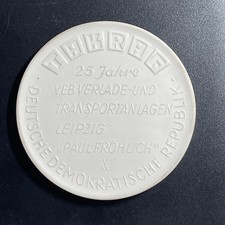 TAKRAF
25 Jahre
VEB VERLADE-UND
TRANSPORTANLAGEN
LEIPZIG
"PAUL FRÖHLICH"
· DEUTSCHE DEMOKRATISCHE REPUBLIK ·